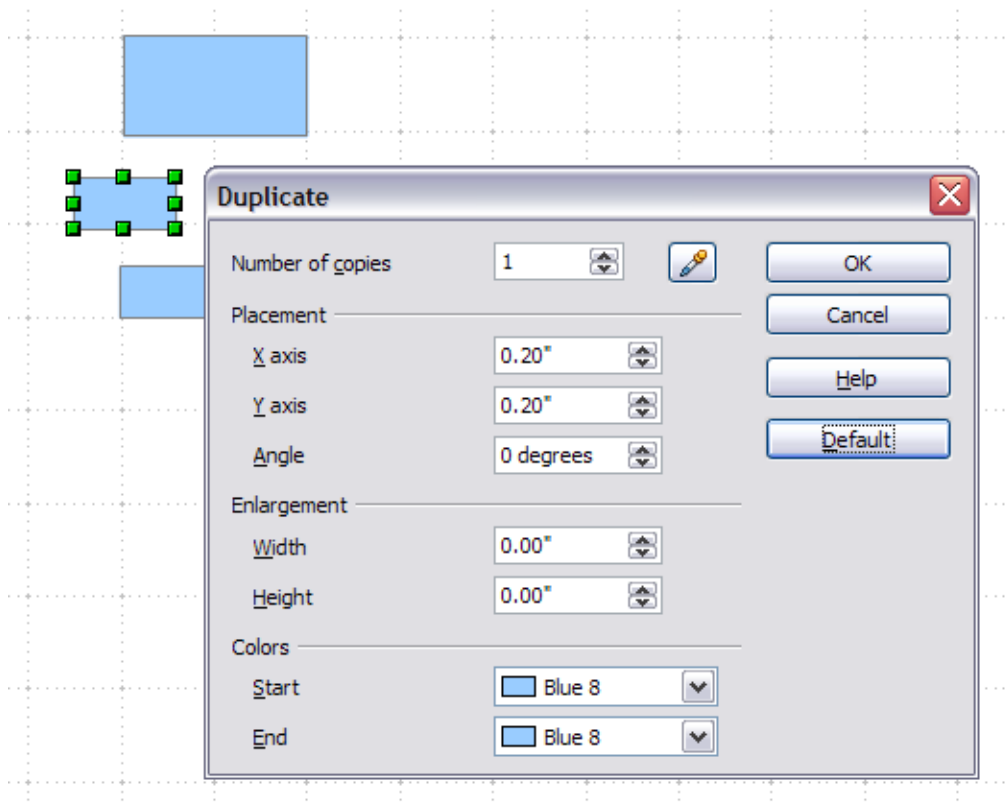 Duplicate
Number of copies 1 OK
Placement Cancel
X axis 0.20"
Help
Y axis 0.20"
Default
Angle 0 degrees
Enlargement
Width 0.00"
Height 0.00"
Colors
Start Blue 8
End Blue 8